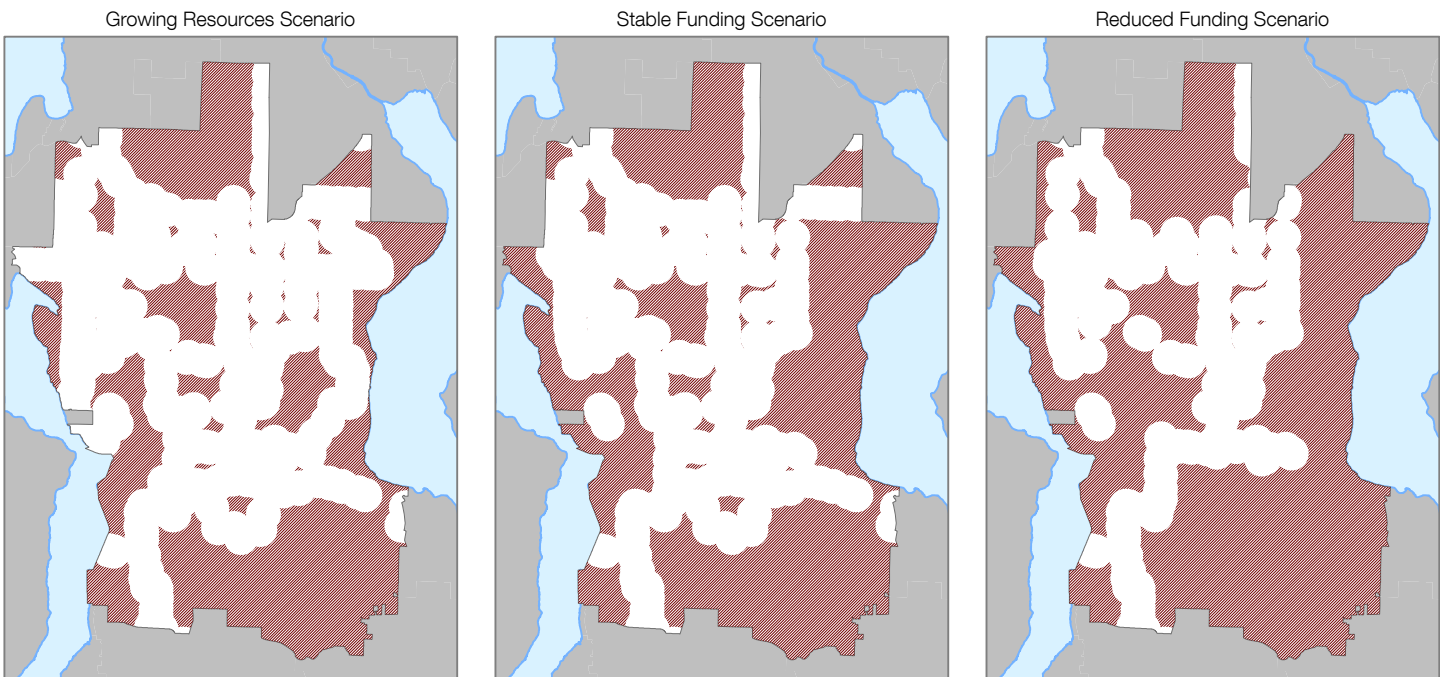 Growing Resources Scenario
Stable Funding Scenario
Reduced Funding Scenario